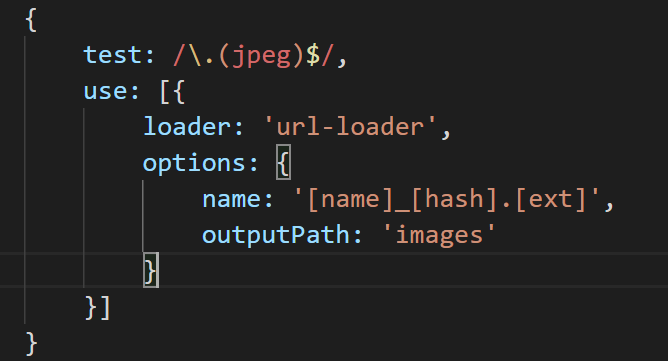 {
    test: /\.(jpeg)$/,
    use: [{
        loader: 'url-loader',
        options: {
            name: '[name]_[hash].[ext]',
            outputPath: 'images'
        }
    }]
}